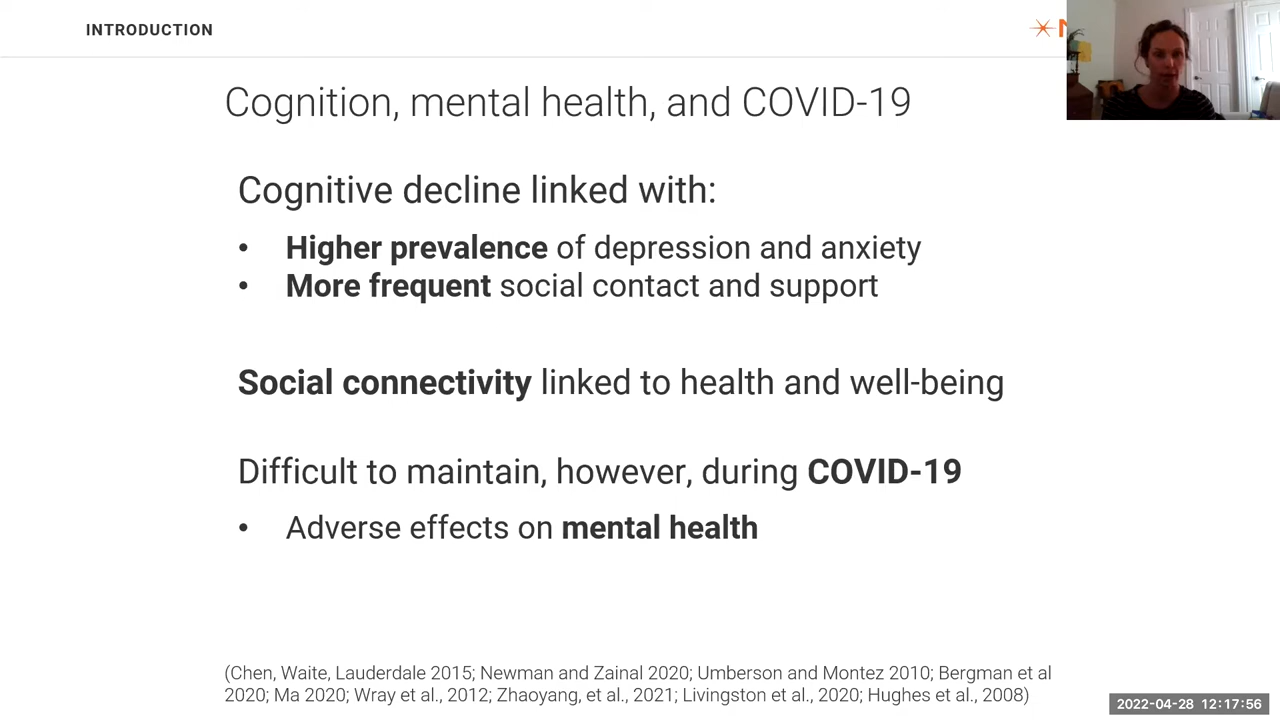 INTRODUCTION
Cognition, mental health, and COVID-19
Cognitive decline linked with:
• Higher prevalence of depression and anxiety
• More frequent social contact and support
Social connectivity linked to health and well-being
Difficult to maintain, however, during COVID-19
• Adverse effects on mental health
(Chen, Waite, Lauderdale 2015; Newman and Zainal 2020; Umberson and Montez 2010; Bergman et al
2020; Ma 2020; Wray et al., 2012; Zhaoyang, et al., 2021; Livingston et al., 2020; Hughes et al., 2008)
2022-04-28 12:17:56